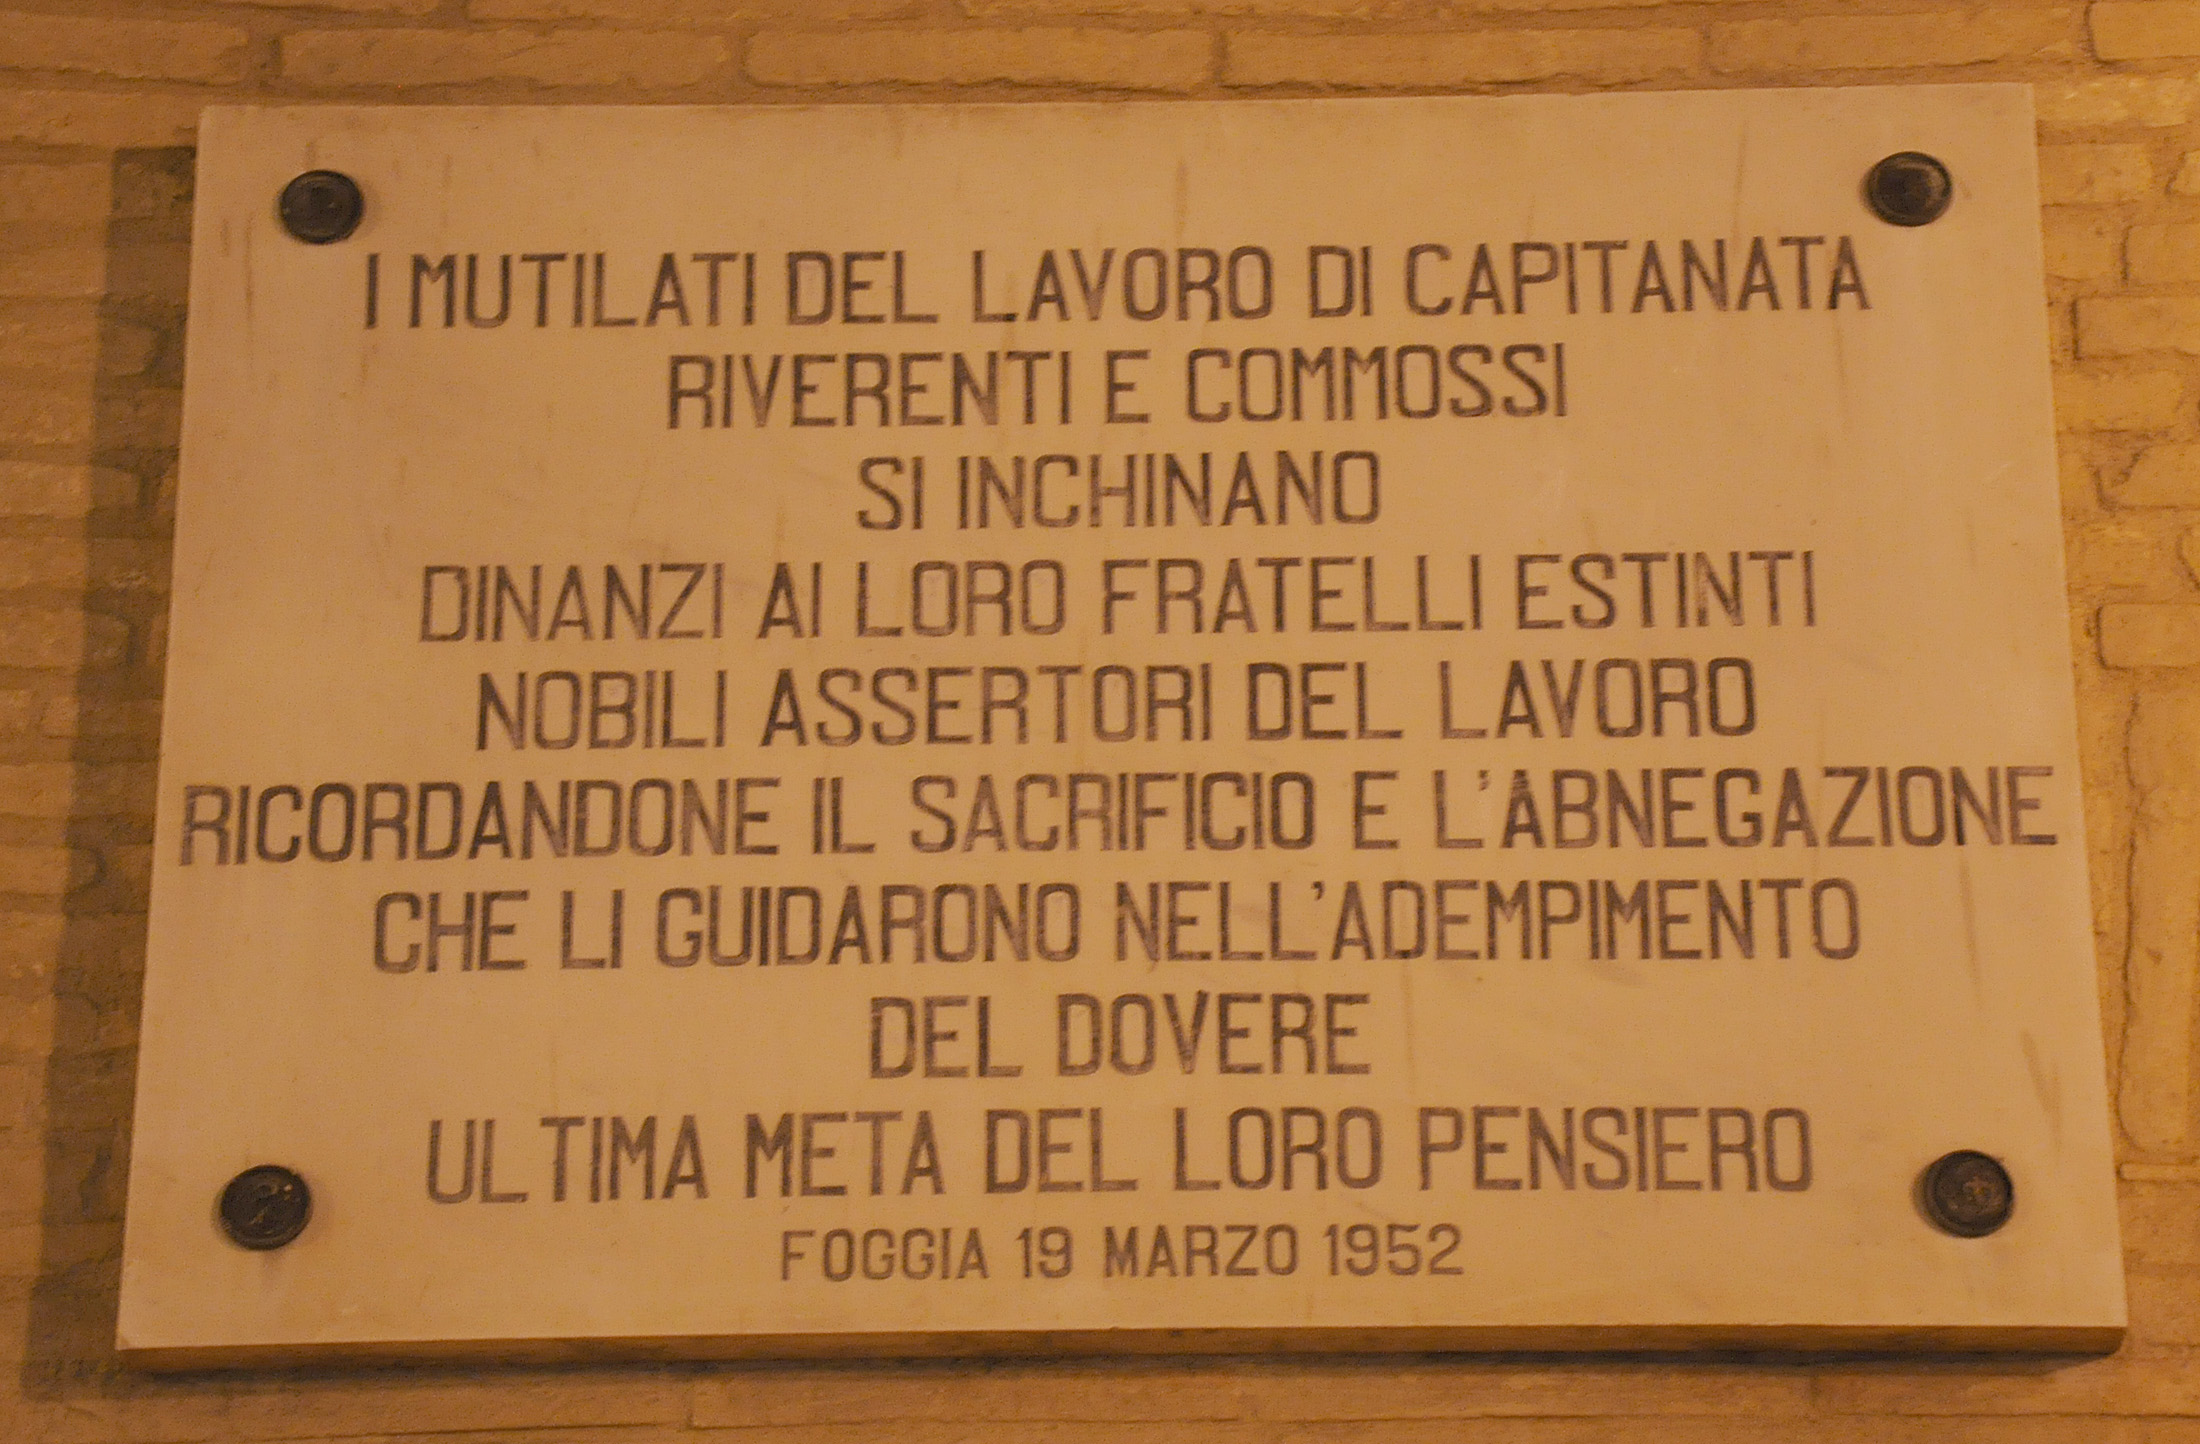 I MUTILATI DEL LAVORO DI CAPITANATA
RIVERENTI E COMMOSSI
SI INCHINANO
DINANZI AI LORO FRATELLI ESTINTI
NOBILI ASSERTORI DEL LAVORO
RICORDANDONE IL SACRIFICIO E L'ABNEGAZIONE
CHE LI GUIDARONO NELL'ADEMPIMENTO
DEL DOVERE
ULTIMA META DEL LORO PENSIERO
FOGGIA 19 MARZO 1952